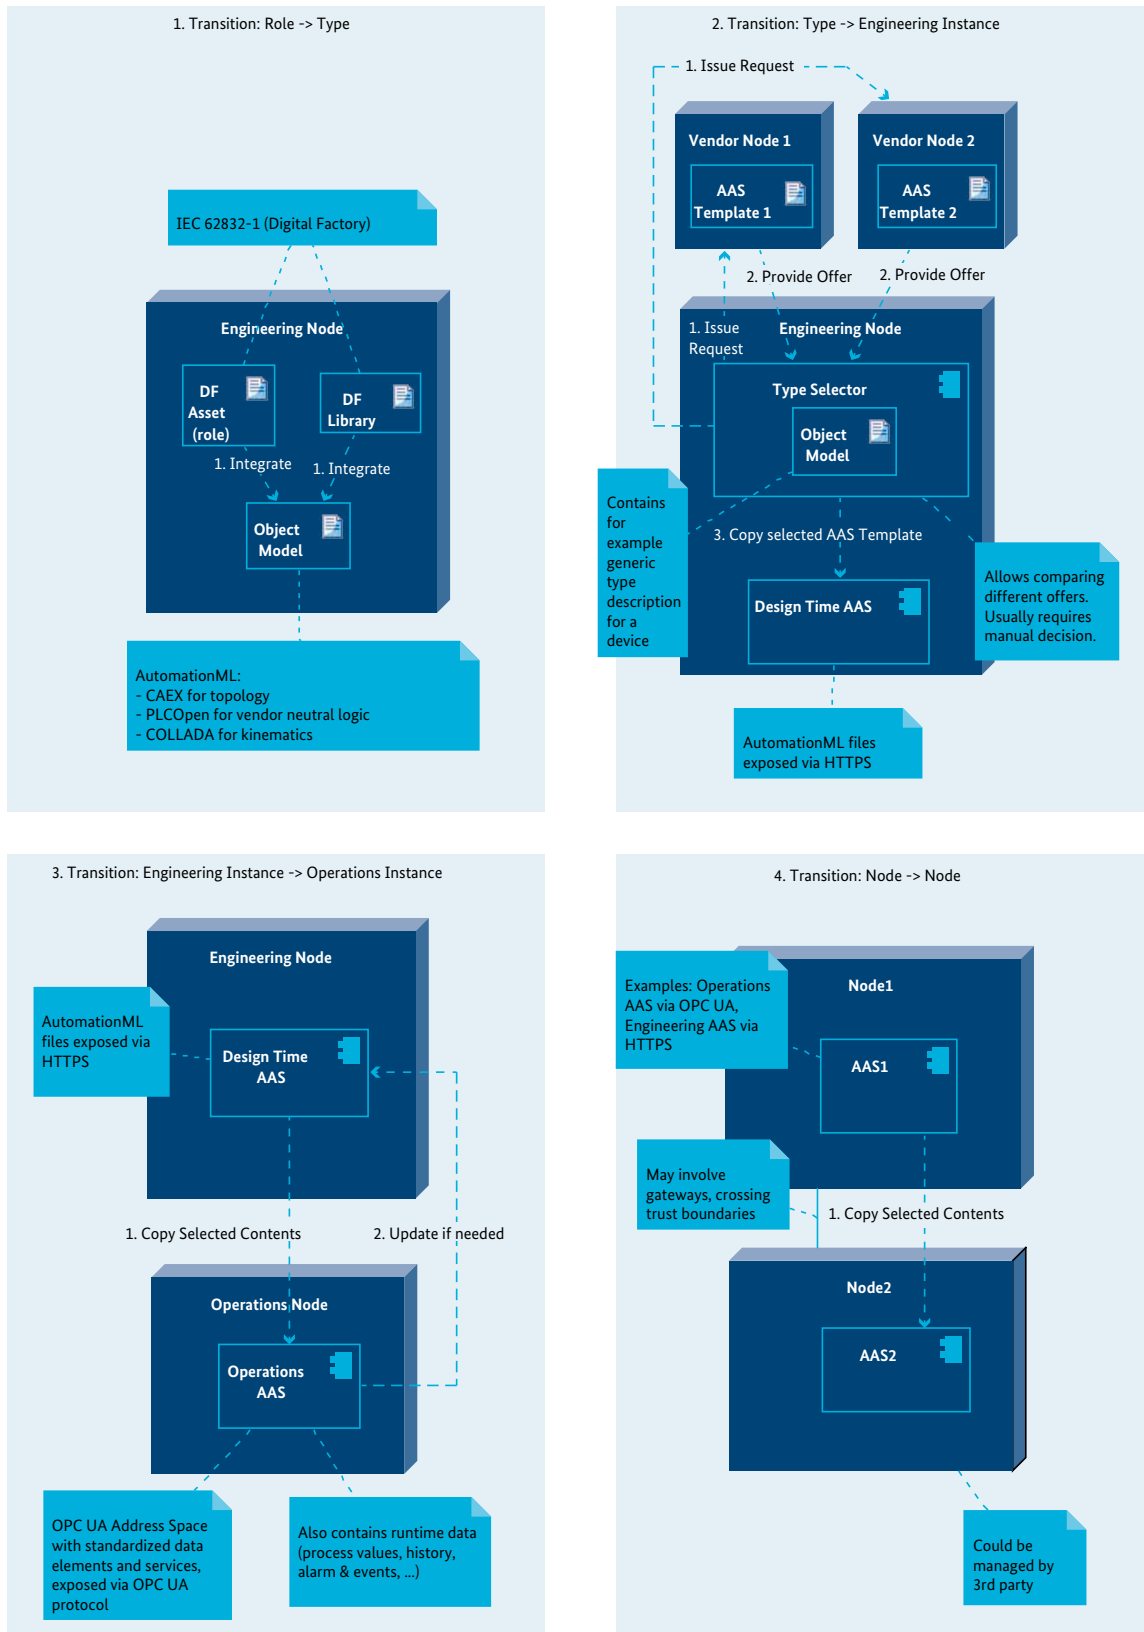 1. Transition: Role -> Type
IEC 62832-1 (Digital Factory)
Engineering Node
DF
Asset
(role)
DF
Library
1. Integrate
1. Integrate
Object
Model
AutomationML:
- CAEX for topology
- PLCOpen for vendor neutral logic
- COLLADA for kinematics
2. Transition: Type -> Engineering Instance
1. Issue Request
Vendor Node 1
AAS
Template 1
Vendor Node 2
AAS
Template 2
2. Provide Offer
2. Provide Offer
1. Issue
Request
Engineering Node
Type Selector
Object
Model
Contains
for
example
generic
type
description
for a
device
3. Copy selected AAS Template
Allows comparing
different offers.
Usually requires
manual decision.
Design Time AAS
AutomationML files
exposed via HTTPS
3. Transition: Engineering Instance -> Operations Instance
Engineering Node
AutomationML
files exposed via
HTTPS
Design Time
AAS
1. Copy Selected Contents
2. Update if needed
Operations Node
Operations
AAS
OPC UA Address Space
with standardized data
elements and services,
exposed via OPC UA
protocol
Also contains runtime data
(process values, history,
alarm & events, ...)
4. Transition: Node -> Node
Examples: Operations
AAS via OPC UA,
Engineering AAS via
HTTPS
Node1
AAS1
May involve
gateways, crossing
trust boundaries
1. Copy Selected Contents
Node2
AAS2
Could be
managed by
3rd party